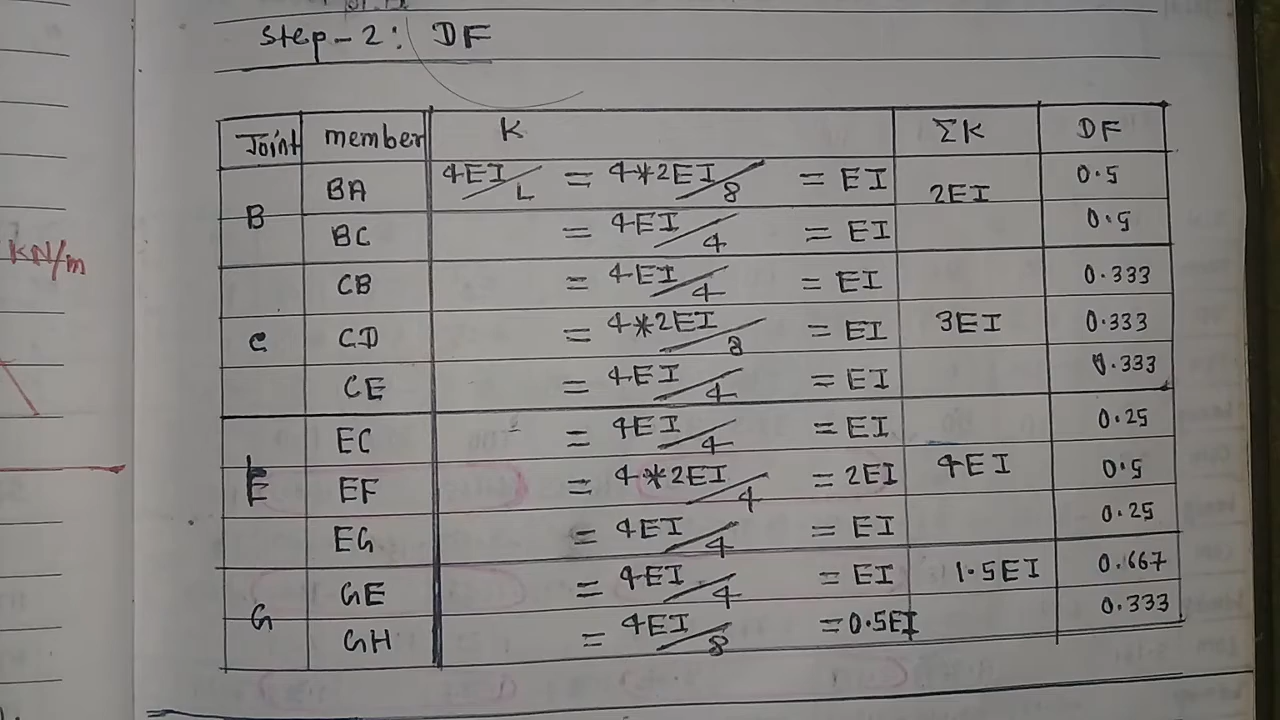 Step-2: DF
Joint member K ΣK DF
B BA 4EI/L = 4*2EI/8 = EI 2EI 0.5
BC = 4EI/4 = EI 0.5
CB = 4EI/4 = EI 0.333
C CD = 4*2EI/8 = EI 3EI 0.333
CE = 4EI/4 = EI 0.333
EC = 4EI/4 = EI 0.25
E EF = 4*2EI/4 = 2EI 4EI 0.5
EG = 4EI/4 = EI 0.25
GE = 4EI/4 = EI 1.5EI 0.667
G GH = 4EI/8 = 0.5EI 0.333
KN/m